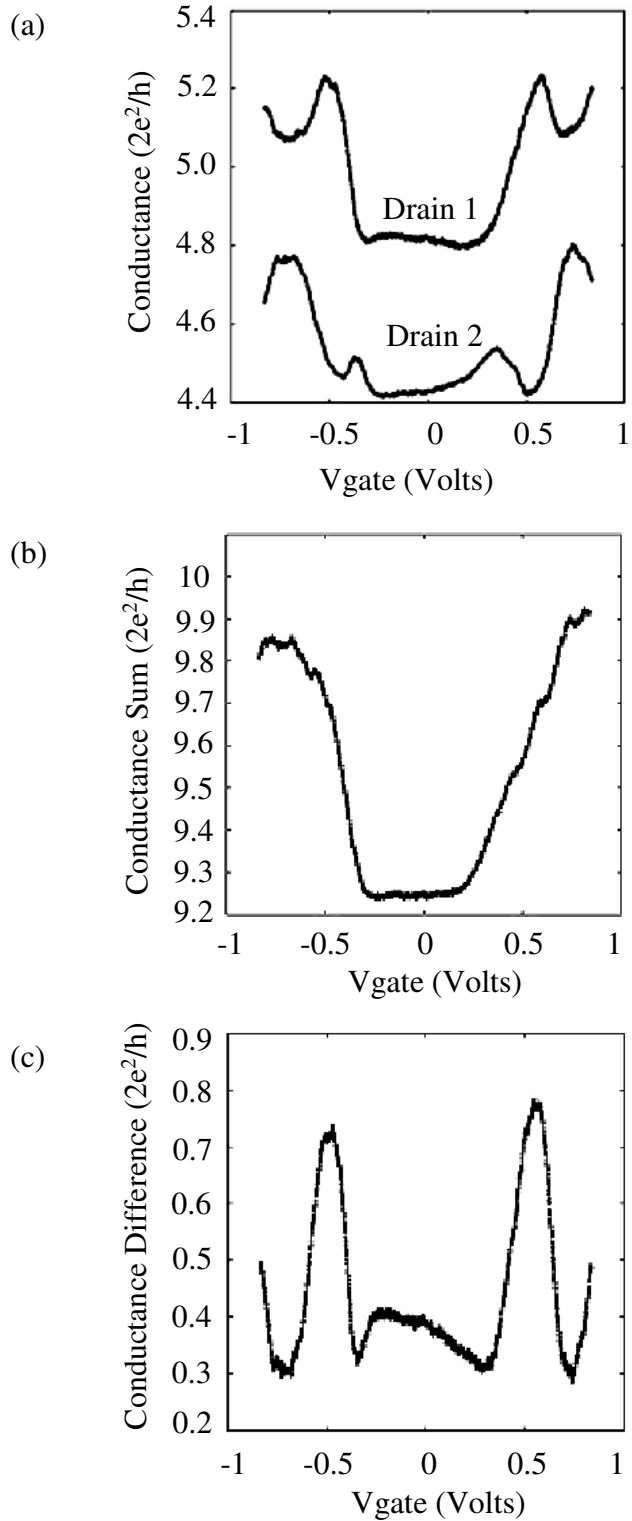 (a)
Conductance (2e²/h)
5.4
5.2
5.0
4.8
4.6
4.4
Drain 1
Drain 2
-1 -0.5 0 0.5 1
Vgate (Volts)
(b)
Conductance Sum (2e²/h)
10
9.9
9.8
9.7
9.6
9.5
9.4
9.3
9.2
-1 -0.5 0 0.5 1
Vgate (Volts)
(c)
Conductance Difference (2e²/h)
0.9
0.8
0.7
0.6
0.5
0.4
0.3
0.2
-1 -0.5 0 0.5 1
Vgate (Volts)